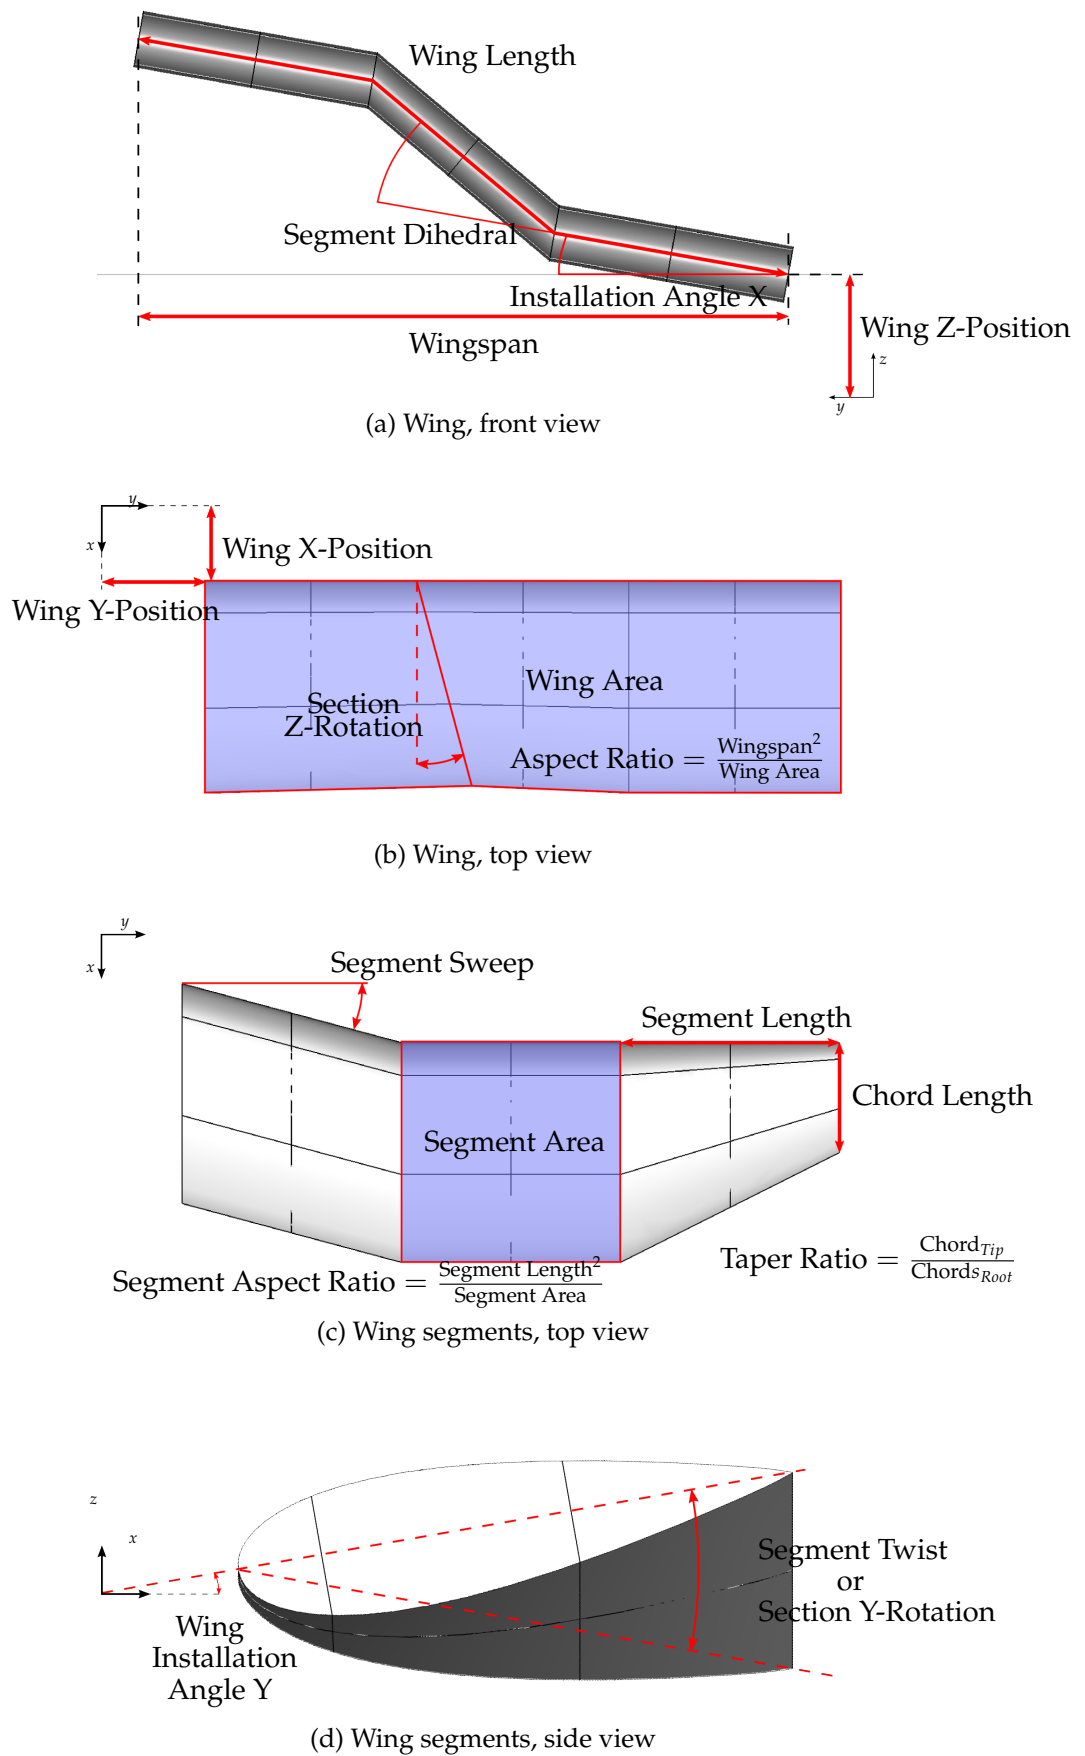 Wing Length
Segment Dihedral
Installation Angle X
Wingspan
Wing Z-Position
z
y
(a) Wing, front view
y
x
Wing X-Position
Wing Y-Position
Wing Area
Section
Z-Rotation
Aspect Ratio = Wingspan² / Wing Area
(b) Wing, top view
y
x
Segment Sweep
Segment Length
Chord Length
Segment Area
Taper Ratio = Chord_Tip / Chords_Root
Segment Aspect Ratio = Segment Length² / Segment Area
(c) Wing segments, top view
z
x
Segment Twist
or
Section Y-Rotation
Wing
Installation
Angle Y
(d) Wing segments, side view